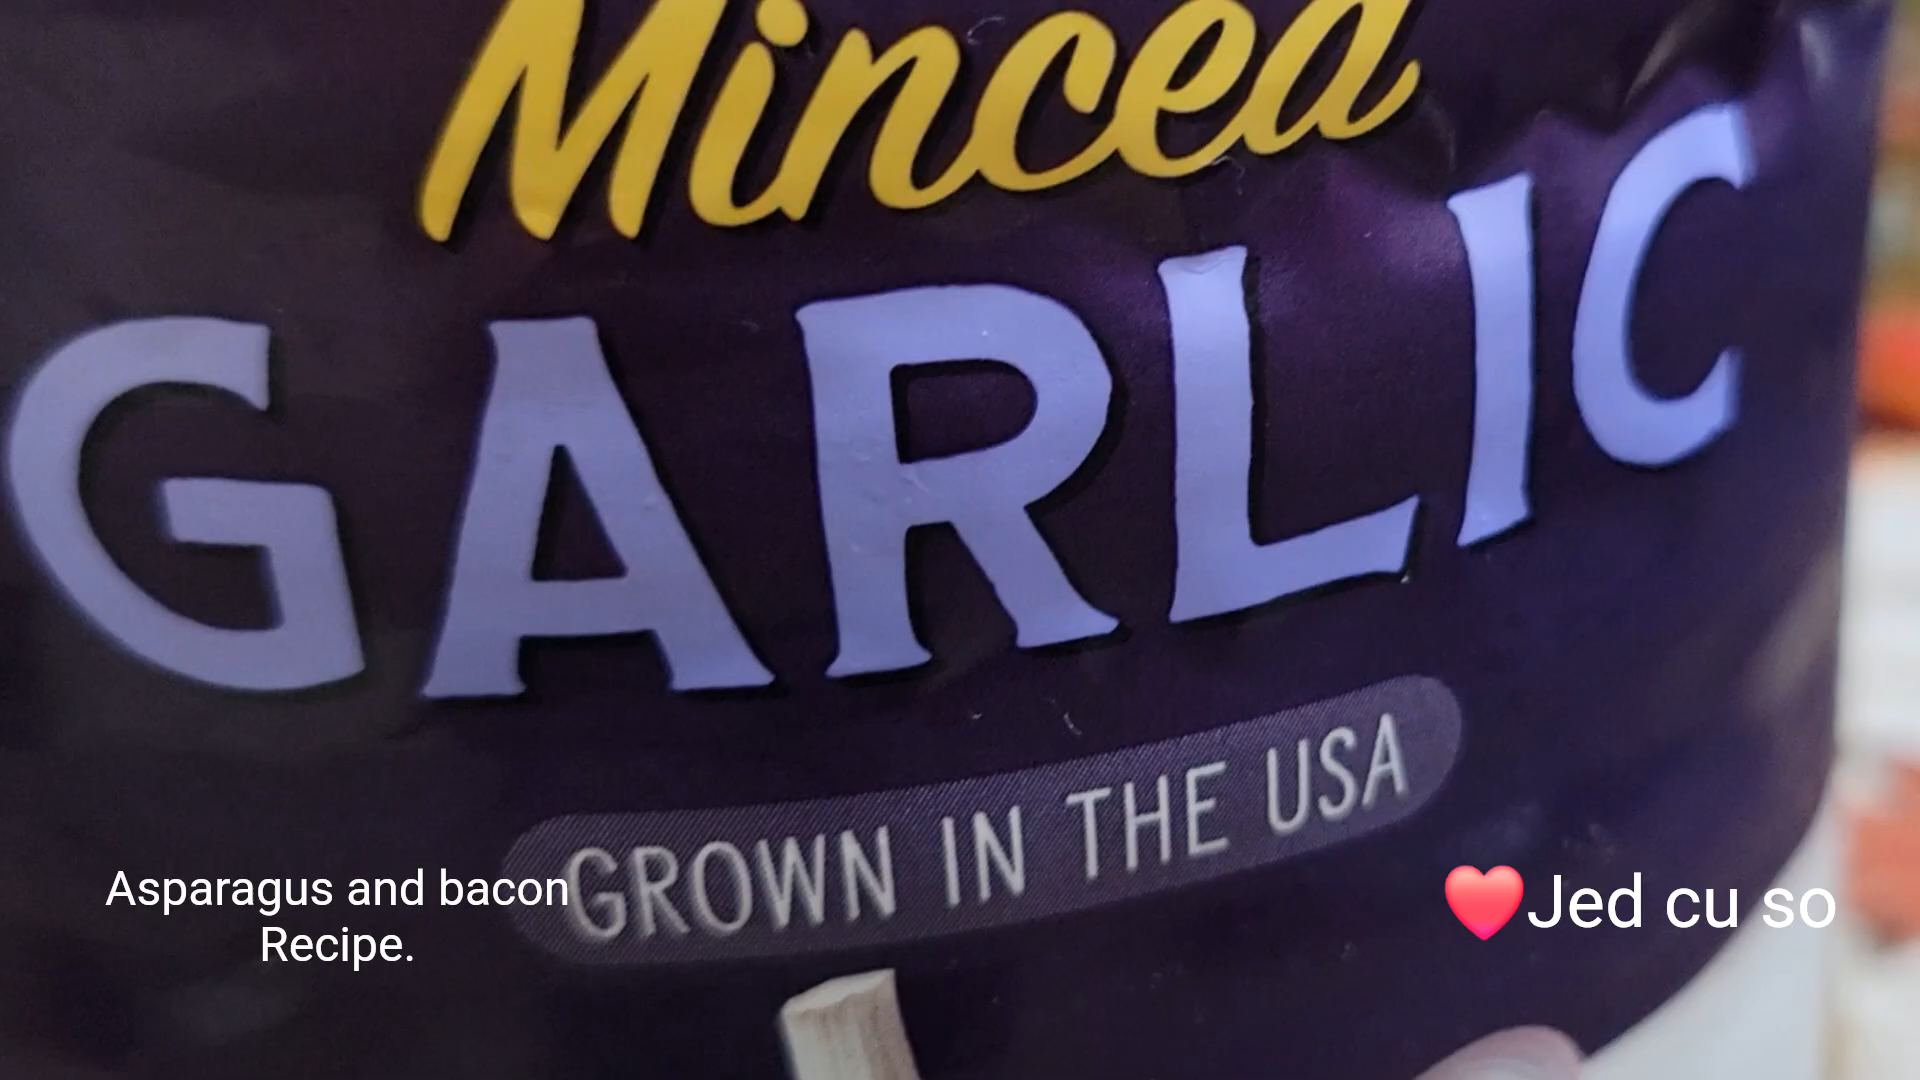 Minced
GARLIC
GROWN IN THE USA
Asparagus and bacon
Recipe.
❤️Jed cu so